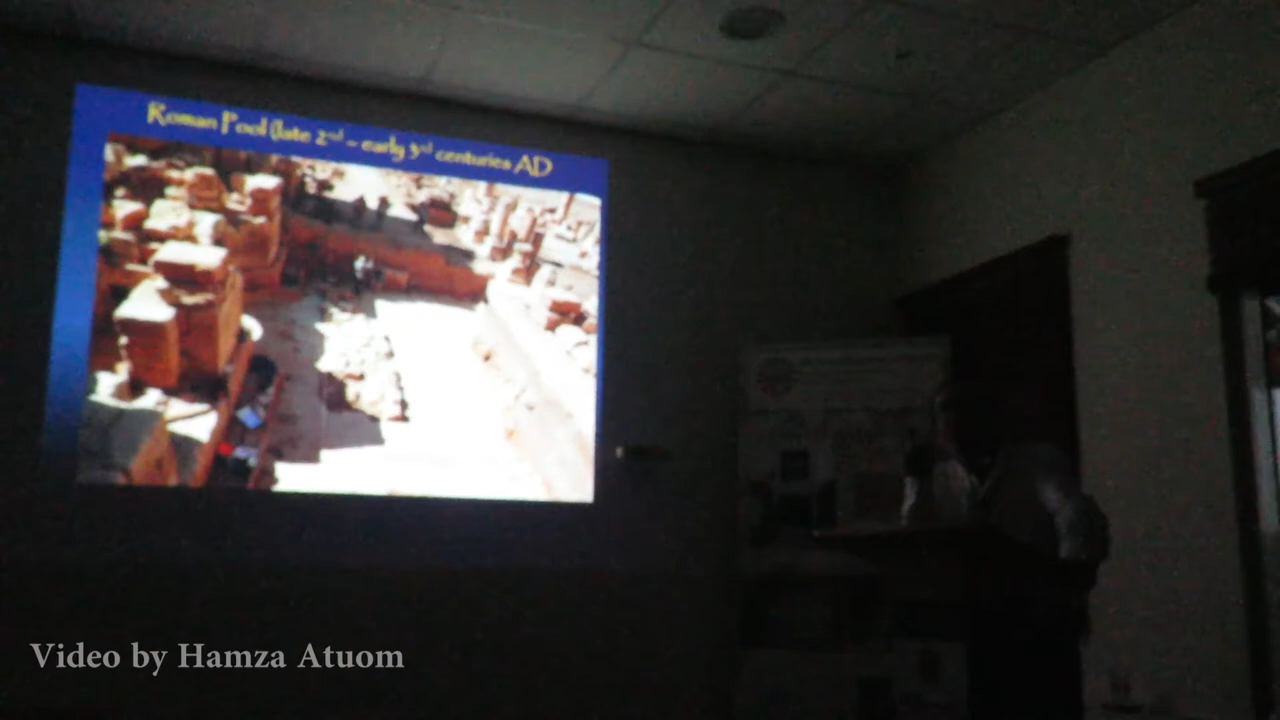 Roman Pool (late 2nd - early 3rd centuries AD
Video by Hamza Atuom